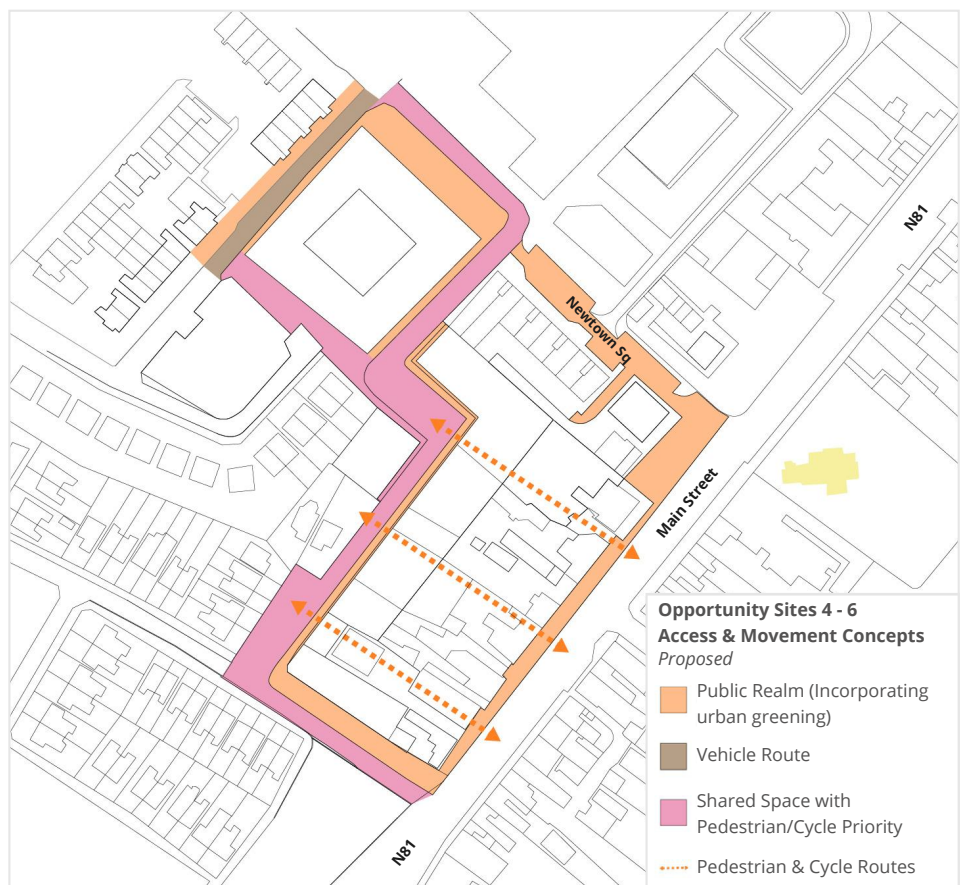 N81
Newtown Sq
Main Street
N81
Opportunity Sites 4 - 6
Access & Movement Concepts
Proposed
Public Realm (Incorporating
urban greening)
Vehicle Route
Shared Space with
Pedestrian/Cycle Priority
Pedestrian & Cycle Routes